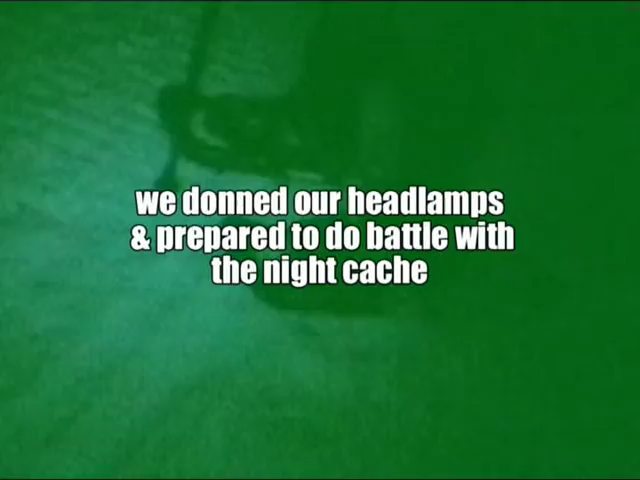 we donned our headlamps
& prepared to do battle with
the night cache